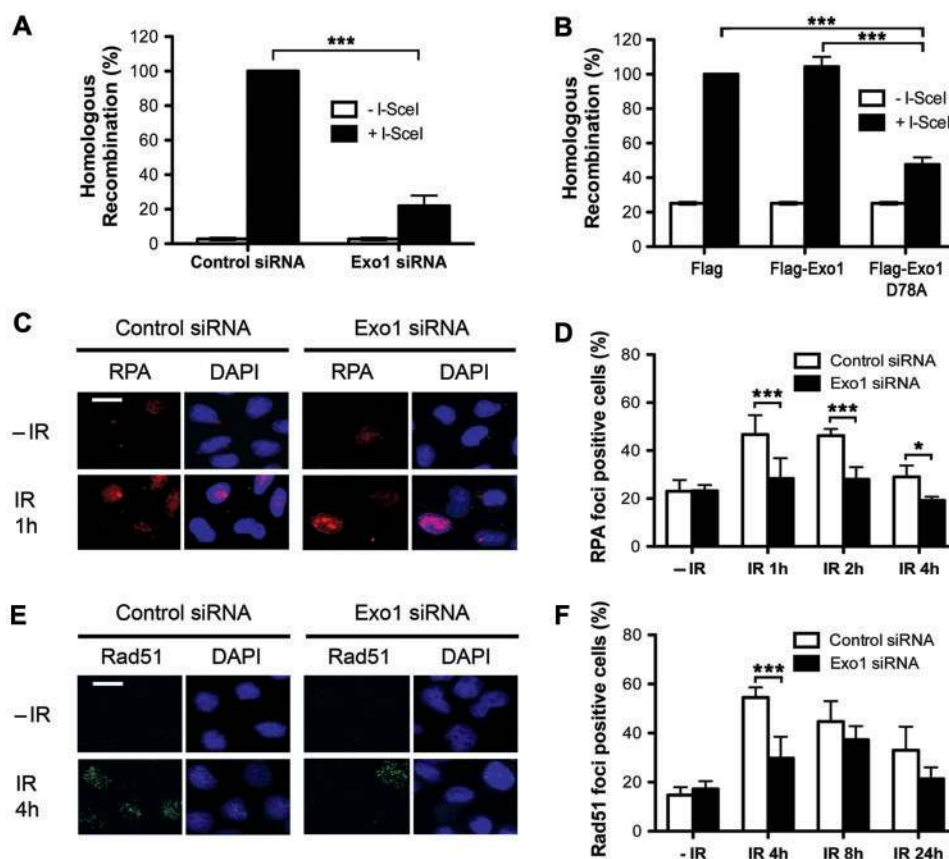 A
Homologous
Recombination (%)
120
100
80
60
40
20
0
***
- I-SceI
+ I-SceI
Control siRNA
Exo1 siRNA
B
Homologous
Recombination (%)
120
100
80
60
40
20
0
***
***
- I-SceI
+ I-SceI
Flag
Flag-Exo1
Flag-Exo1
D78A
C
Control siRNA
Exo1 siRNA
RPA
DAPI
RPA
DAPI
– IR
IR
1h
D
RPA foci positive cells (%)
80
60
40
20
0
Control siRNA
Exo1 siRNA
***
***
*
– IR
IR 1h
IR 2h
IR 4h
E
Control siRNA
Exo1 siRNA
Rad51
DAPI
Rad51
DAPI
–IR
IR
4h
F
Rad51 foci positive cells (%)
80
60
40
20
0
Control siRNA
Exo1 siRNA
***
- IR
IR 4h
IR 8h
IR 24h